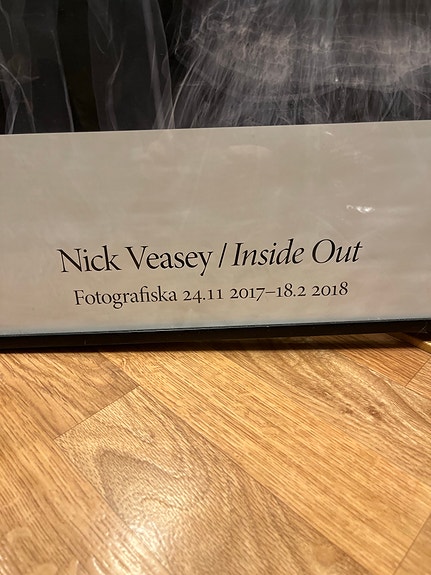 Nick Veasey / Inside Out
Fotografiska 24.11 2017–18.2 2018